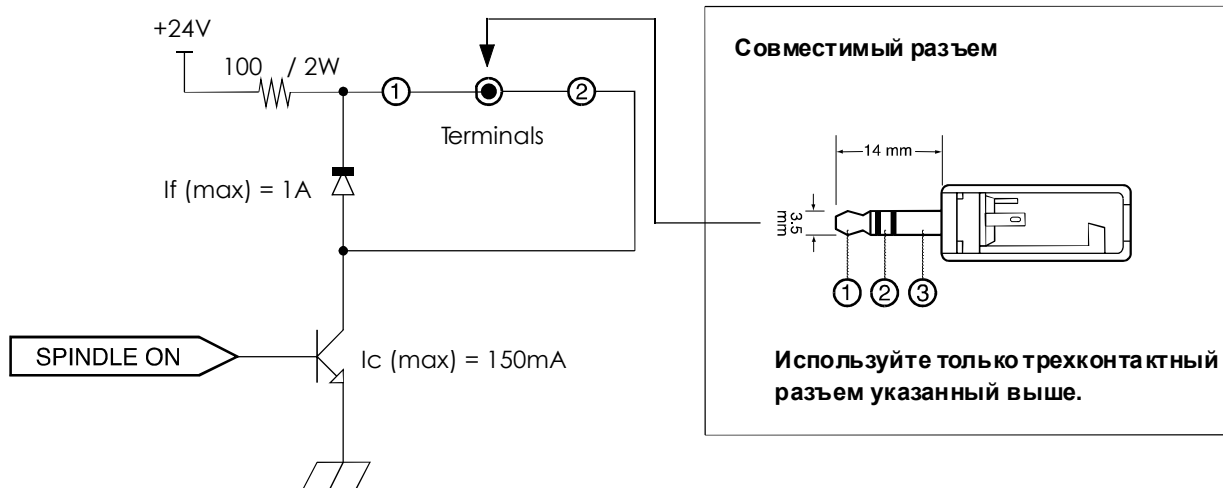 +24V
100 / 2W
①
②
Terminals
If (max) = 1A
SPINDLE ON
Ic (max) = 150mA
Совместимый разъем
14 mm
3.5 mm
①
②
③
Используйте только трехконтактный
разъем указанный выше.